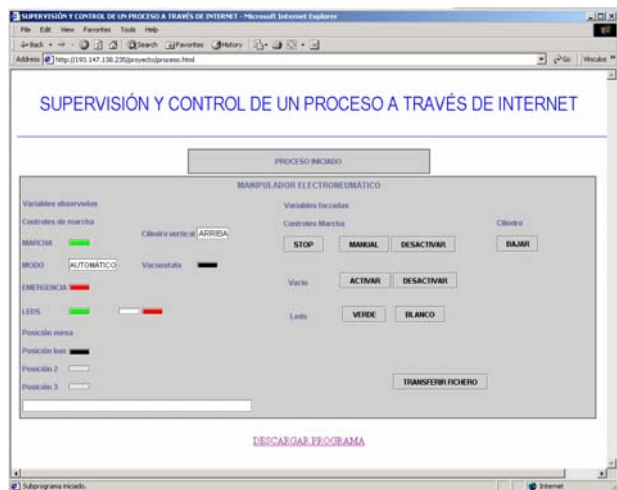 SUPERVISIÓN Y CONTROL DE UN PROCESO A TRAVÉS DE INTERNET - Microsoft Internet Explorer
File Edit View Favorites Tools Help
Back Search Favorites History
Address http://193.147.138.235/proyecto/proceso.html Go Vínculos
SUPERVISIÓN Y CONTROL DE UN PROCESO A TRAVÉS DE INTERNET
PROCESO INICIADO
MANIPULADOR ELECTRONEUMÁTICO
Variables observadas Variables forzadas
Controles de marcha Controles Marcha Cilindro
Cilindro vertical ARRIBA
MARCHA STOP MANUAL DESACTIVAR BAJAR
MODO AUTOMÁTICO Vacuostato
EMERGENCIA Vacío ACTIVAR DESACTIVAR
LEDS Leds VERDE BLANCO
Posición mesa
Posición bas
Posición 2
Posición 3 TRANSFERIR FICHERO
DESCARGAR PROGRAMA
Subprograma iniciado. Internet